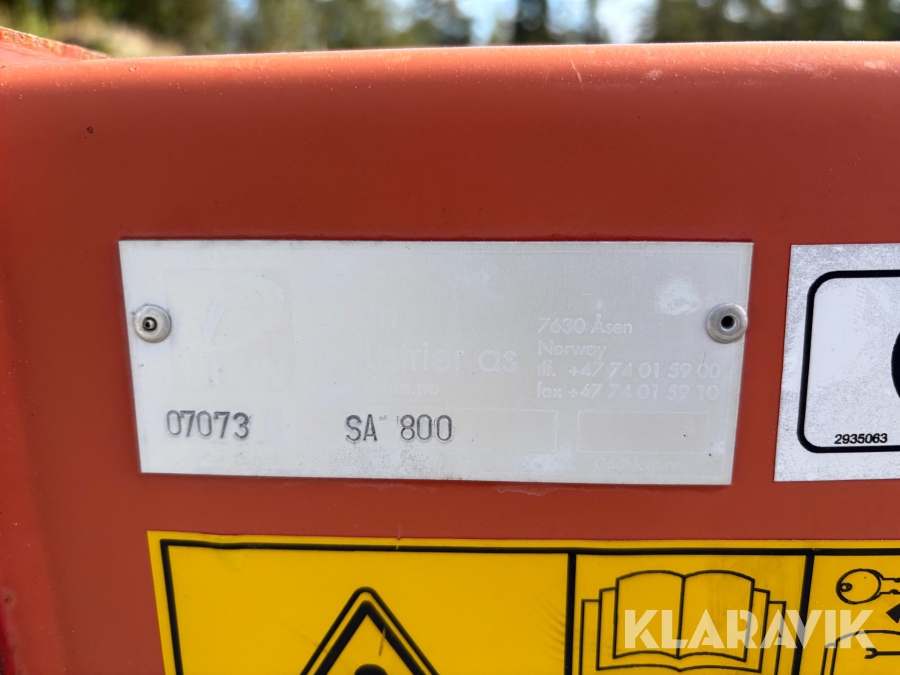 7630 Åsen
Norway
as
tlf. +47 74 01 59 00
fax +47 74 01 59 10
07073 SA 800
2935063
KLARAVIK